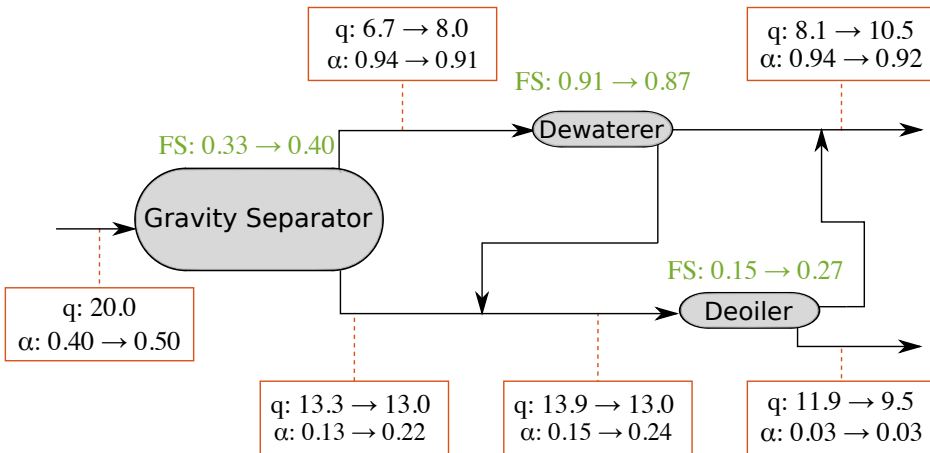 q: 6.7 → 8.0
α: 0.94 → 0.91
q: 8.1 → 10.5
α: 0.94 → 0.92
FS: 0.91 → 0.87
Dewaterer
FS: 0.33 → 0.40
Gravity Separator
q: 20.0
α: 0.40 → 0.50
FS: 0.15 → 0.27
Deoiler
q: 13.3 → 13.0
α: 0.13 → 0.22
q: 13.9 → 13.0
α: 0.15 → 0.24
q: 11.9 → 9.5
α: 0.03 → 0.03